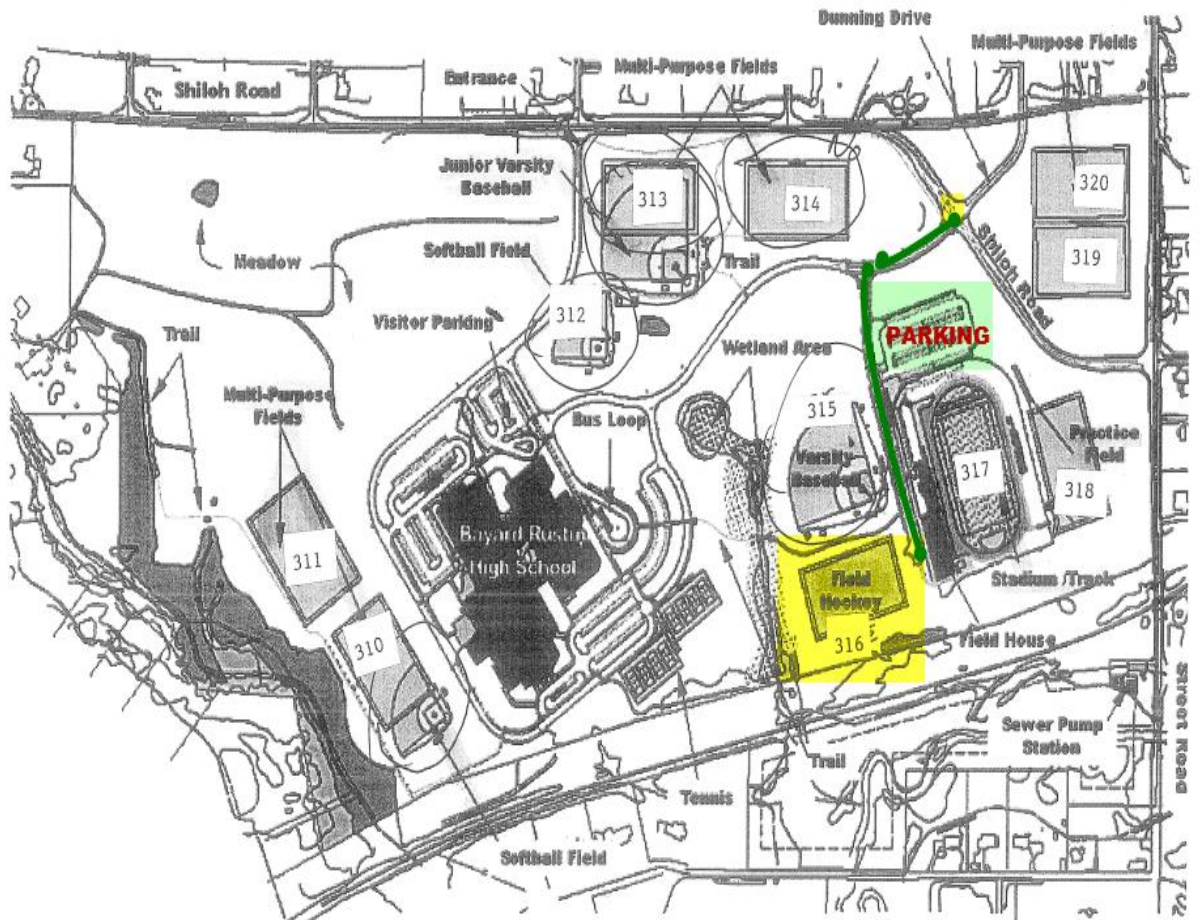 Dunning Drive
Multi-Purpose Fields
Multi-Purpose Fields
Entrance
Shiloh Road
Junior Varsity
Baseball
313
314
320
319
Softball Field
Trail
Shiloh Road
Meadow
312
Visitor Parking
PARKING
Trail
Wetland Area
Multi-Purpose
Fields
Bus Loop
315
Varsity
Baseball
317
Practice
Field
318
Bayard Rustin
High School
311
Field
Hockey
316
Stadium/Track
Field House
310
Sewer Pump
Station
Trail
Tennis
Softball Field
Street Road